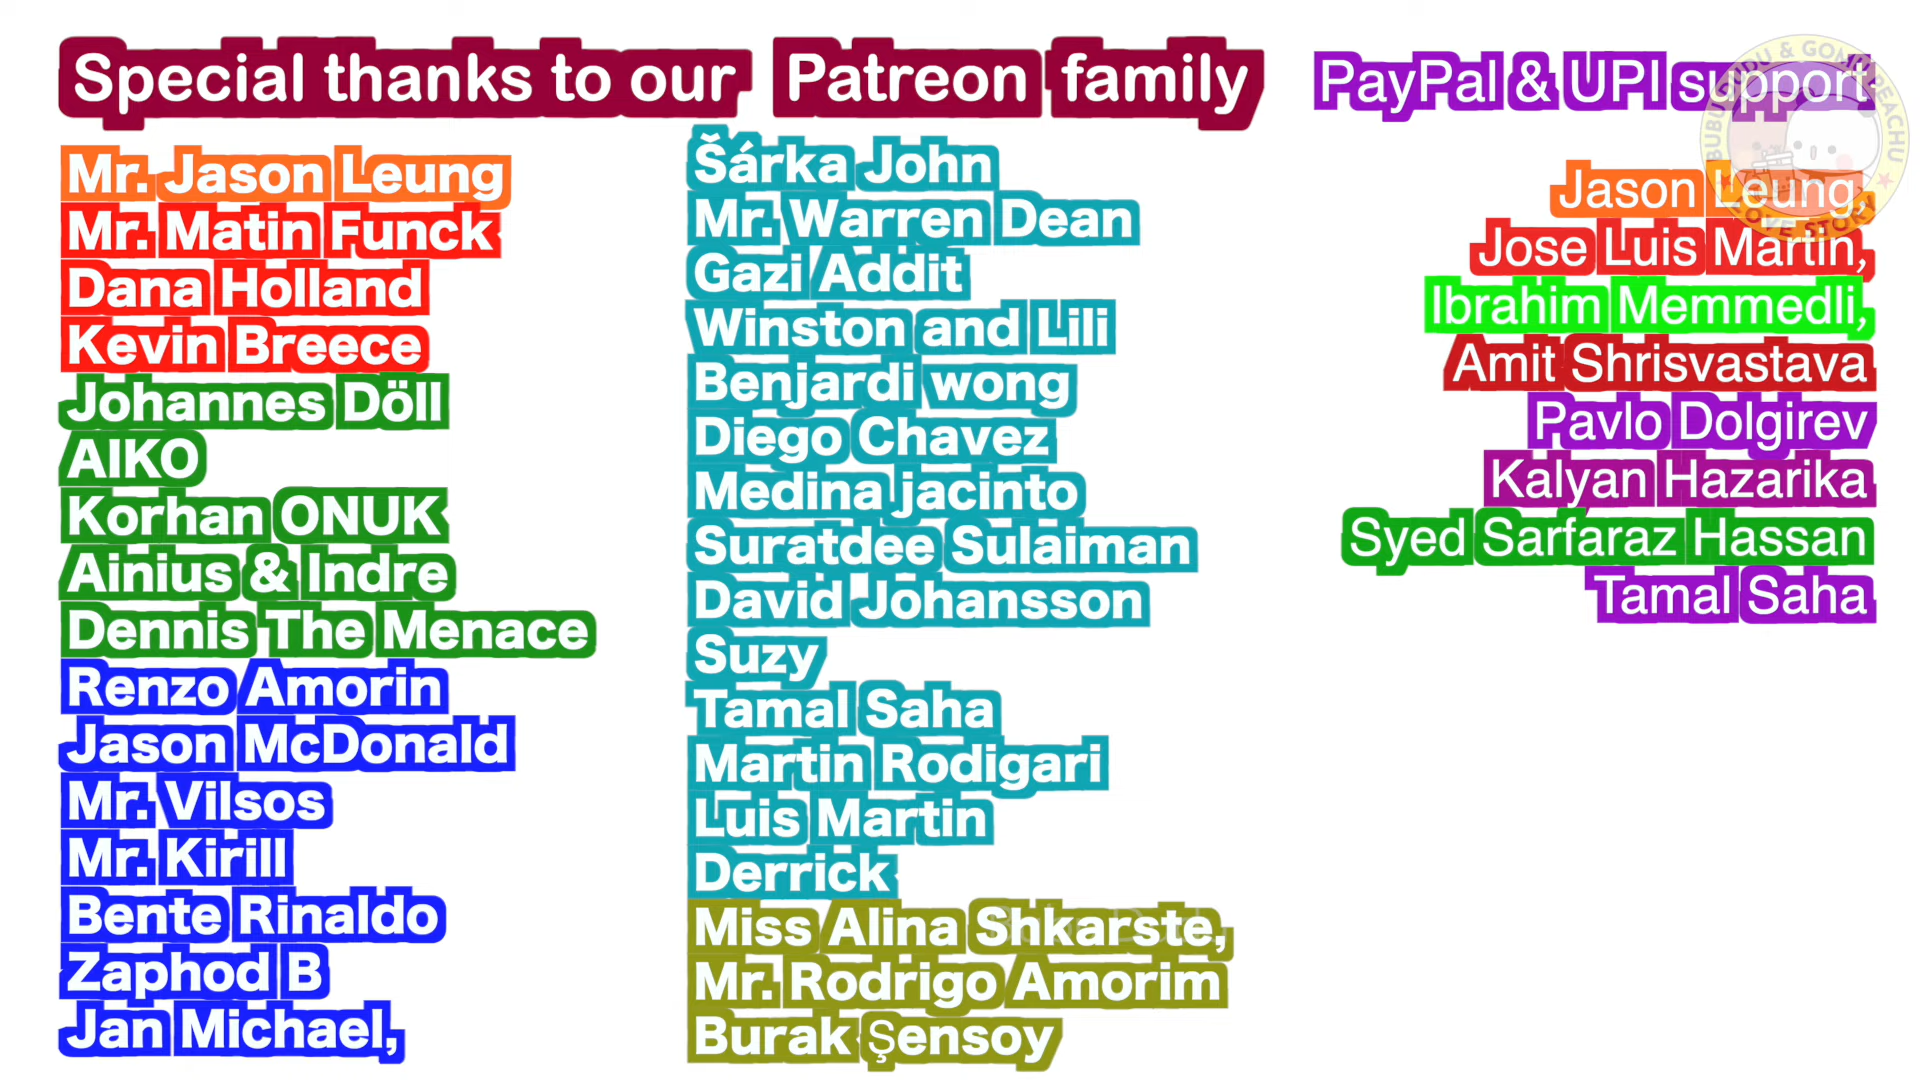 Special thanks to our Patreon family
Mr. Jason Leung
Mr. Matin Funck
Dana Holland
Kevin Breece
Johannes Döll
AIKO
Korhan ONUK
Ainius & Indre
Dennis The Menace
Renzo Amorin
Jason McDonald
Mr. Vilsos
Mr. Kirill
Bente Rinaldo
Zaphod B
Jan Michael,
Šárka John
Mr. Warren Dean
Gazi Addit
Winston and Lili
Benjardi wong
Diego Chavez
Medina jacinto
Suratdee Sulaiman
David Johansson
Suzy
Tamal Saha
Martin Rodigari
Luis Martin
Derrick
Miss Alina Shkarste,
Mr. Rodrigo Amorim
Burak Şensoy
PayPal & UPI support
Jason Leung,
Jose Luis Martin,
Ibrahim Memmedli,
Amit Shrisvastava
Pavlo Dolgirev
Kalyan Hazarika
Syed Sarfaraz Hassan
Tamal Saha
LOVE STORY